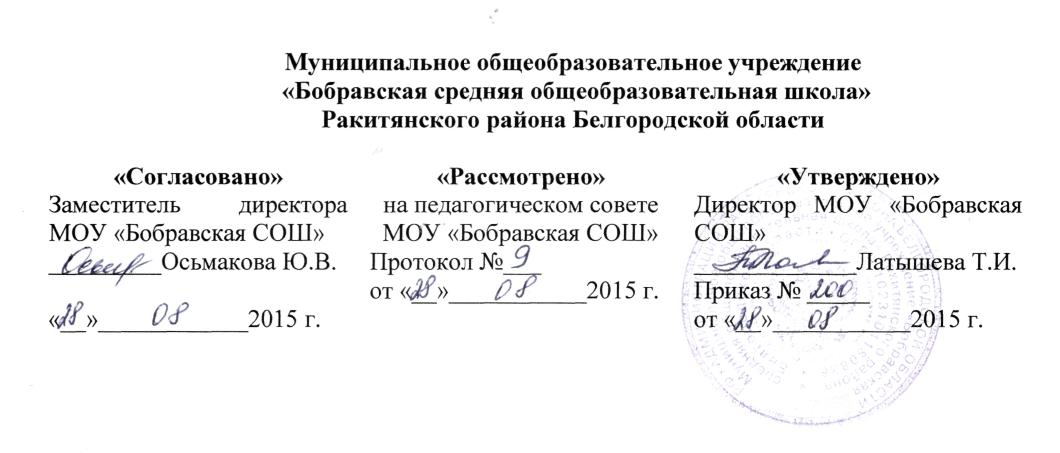 Муниципальное общеобразовательное учреждение
«Бобравская средняя общеобразовательная школа»
Ракитянского района Белгородской области
«Согласовано»
Заместитель директора
МОУ «Бобравская СОШ»
Осьмакова Ю.В.
«28» 08 2015 г.
«Рассмотрено»
на педагогическом совете
МОУ «Бобравская СОШ»
Протокол № 9
от «28» 08 2015 г.
«Утверждено»
Директор МОУ «Бобравская
СОШ»
Латышева Т.И.
Приказ № 200
от «28» 08 2015 г.